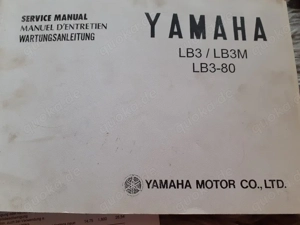 SERVICE MANUAL
MANUEL D'ENTRETIEN
WARTUNGSANLEITUNG
YAMAHA
LB3 / LB3M
LB3-80
YAMAHA MOTOR CO., LTD.